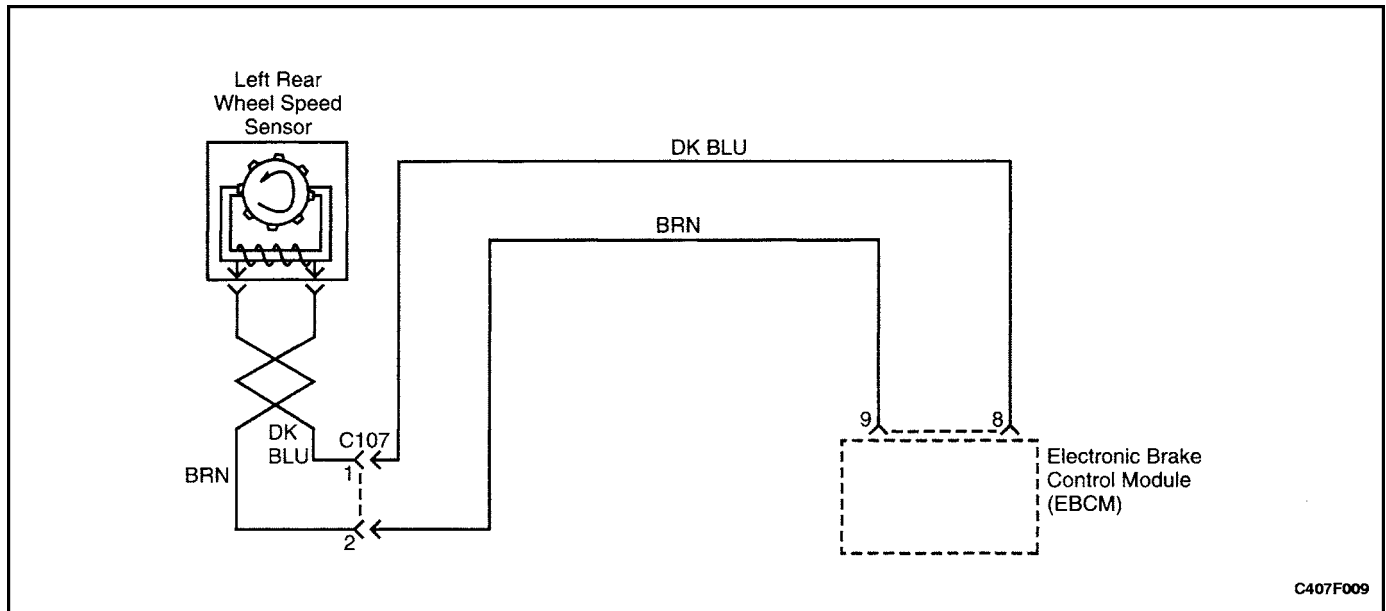 Left Rear
Wheel Speed
Sensor
DK BLU
BRN
9
8
DK
BLU
C107
1
BRN
2
Electronic Brake
Control Module
(EBCM)
C407F009